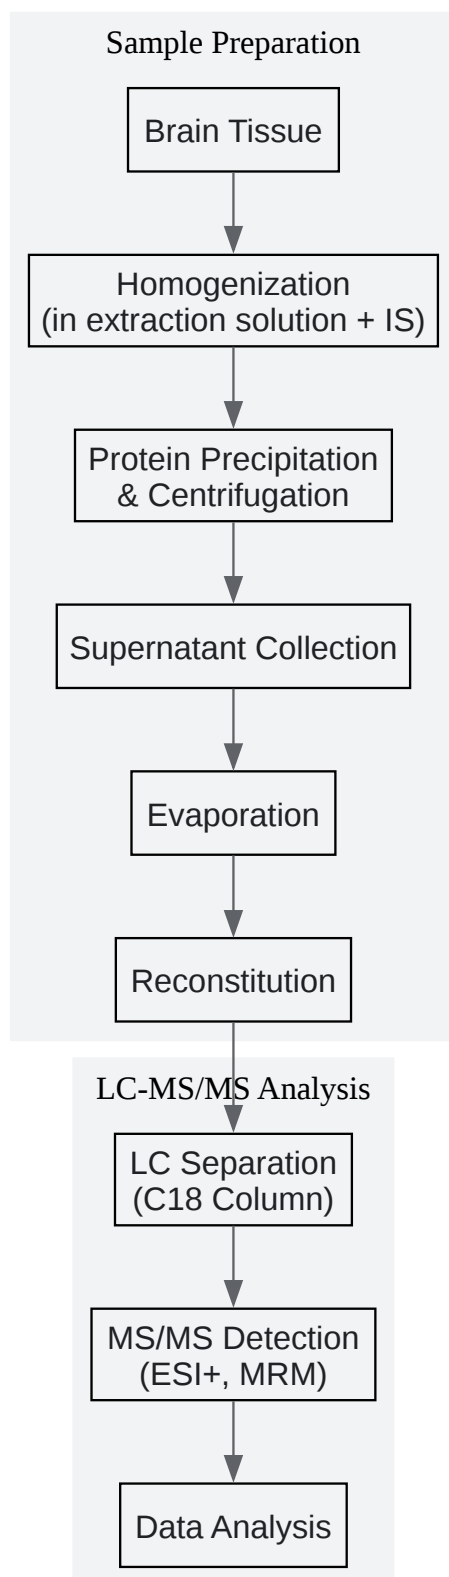 Sample Preparation
Brain Tissue
Homogenization
(in extraction solution + IS)
Protein Precipitation
& Centrifugation
Supernatant Collection
Evaporation
Reconstitution
LC-MS/MS Analysis
LC Separation
(C18 Column)
MS/MS Detection
(ESI+, MRM)
Data Analysis